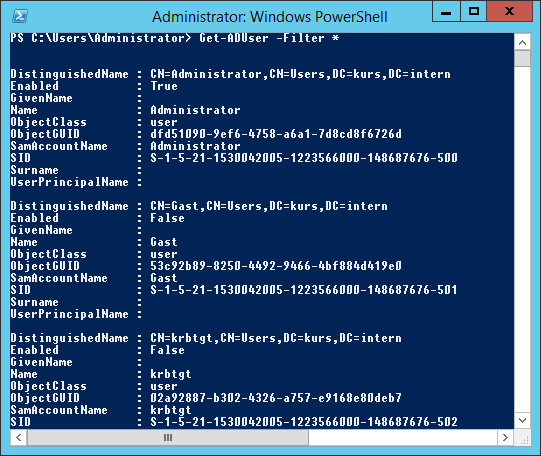 Administrator: Windows PowerShell
PS C:\Users\Administrator> Get-ADUser -Filter *
DistinguishedName : CN=Administrator,CN=Users,DC=kurs,DC=intern
Enabled : True
GivenName :
Name : Administrator
ObjectClass : user
ObjectGUID : dfd51090-9ef6-4758-a6a1-7d8cd8f6726d
SamAccountName : Administrator
SID : S-1-5-21-1530042005-1223566000-148687676-500
Surname :
UserPrincipalName :
DistinguishedName : CN=Gast,CN=Users,DC=kurs,DC=intern
Enabled : False
GivenName :
Name : Gast
ObjectClass : user
ObjectGUID : 53c92b89-8250-4492-9466-4bf884d419e0
SamAccountName : Gast
SID : S-1-5-21-1530042005-1223566000-148687676-501
Surname :
UserPrincipalName :
DistinguishedName : CN=krbtgt,CN=Users,DC=kurs,DC=intern
Enabled : False
GivenName :
Name : krbtgt
ObjectClass : user
ObjectGUID : 02a92887-b302-4326-a757-e9168e80deb7
SamAccountName : krbtgt
SID : S-1-5-21-1530042005-1223566000-148687676-502